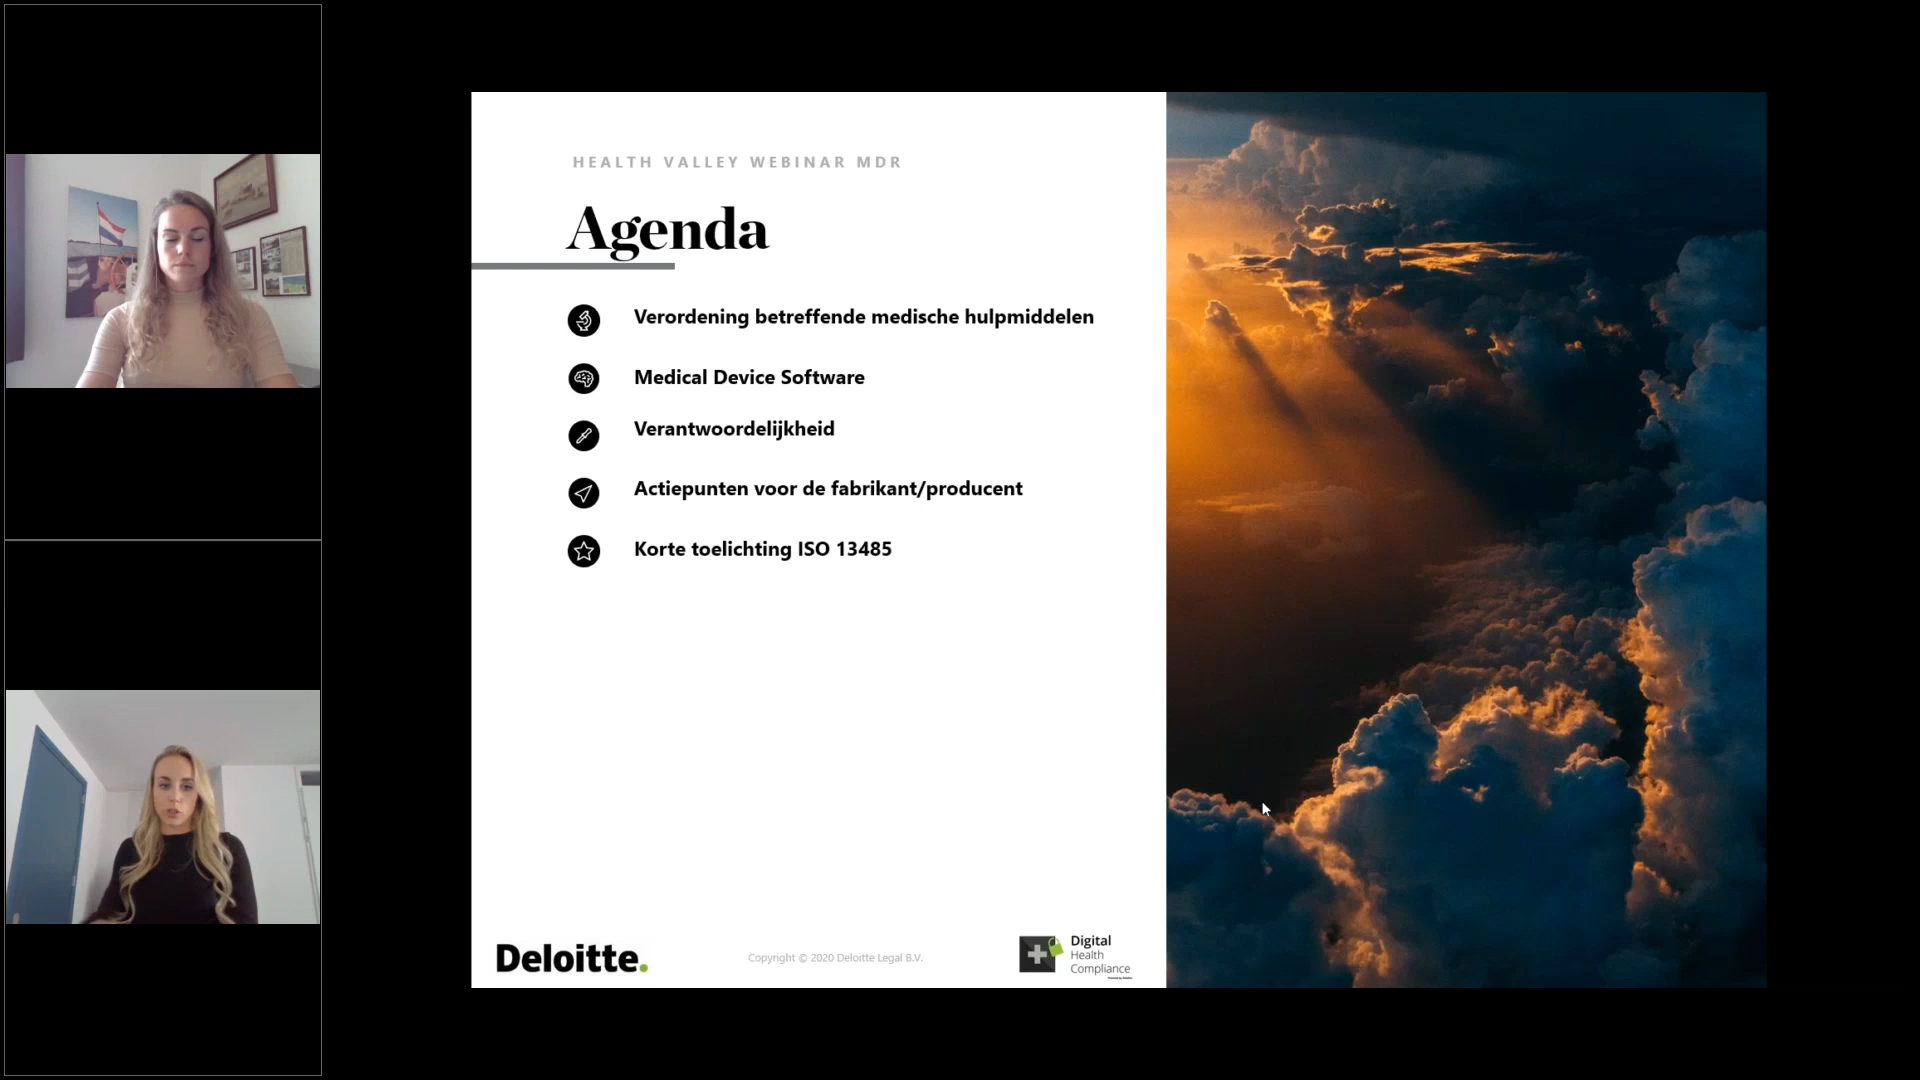 HEALTH VALLEY WEBINAR MDR
Agenda
Verordening betreffende medische hulpmiddelen
Medical Device Software
Verantwoordelijkheid
Actiepunten voor de fabrikant/producent
Korte toelichting ISO 13485
Deloitte.
Copyright © 2020 Deloitte Legal B.V.
Digital
Health
Compliance